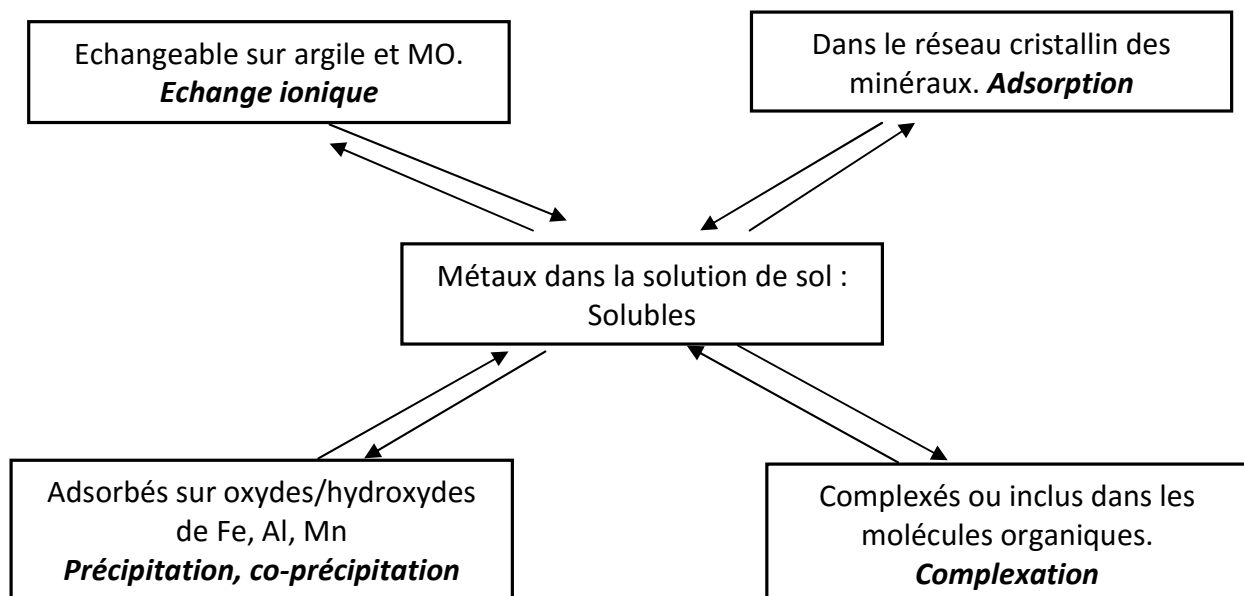 Echangeable sur argile et MO.
Echange ionique
Dans le réseau cristallin des
minéraux. Adsorption
Métaux dans la solution de sol :
Solubles
Adsorbés sur oxydes/hydroxydes
de Fe, Al, Mn
Précipitation, co-précipitation
Complexés ou inclus dans les
molécules organiques.
Complexation